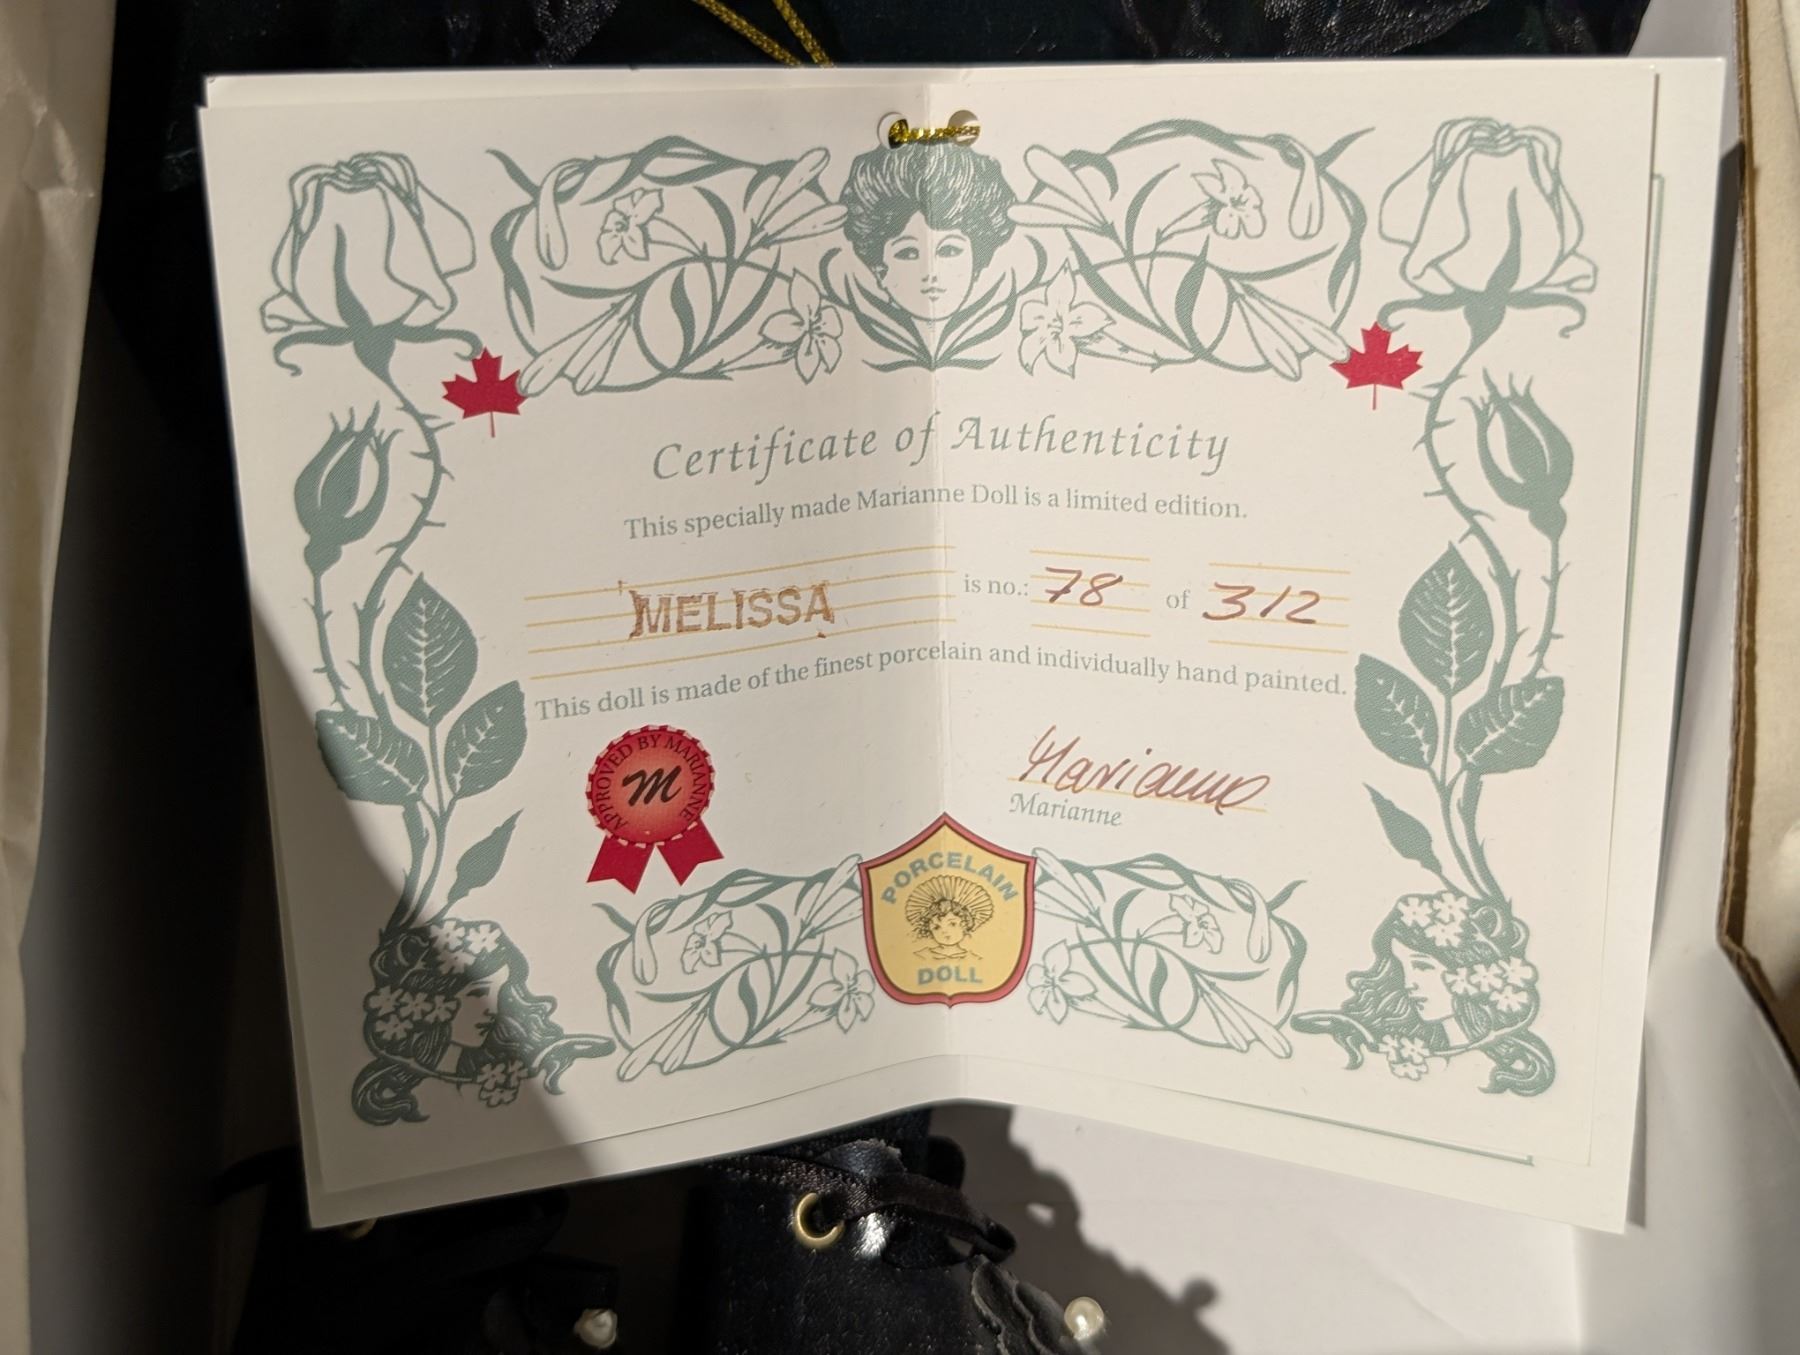 Certificate of Authenticity
This specially made Marianne Doll is a limited edition.
MELISSA is no.: 78 of 312
This doll is made of the finest porcelain and individually hand painted.
APPROVED BY MARIANNE
M
Marianne
Marianne
PORCELAIN
DOLL